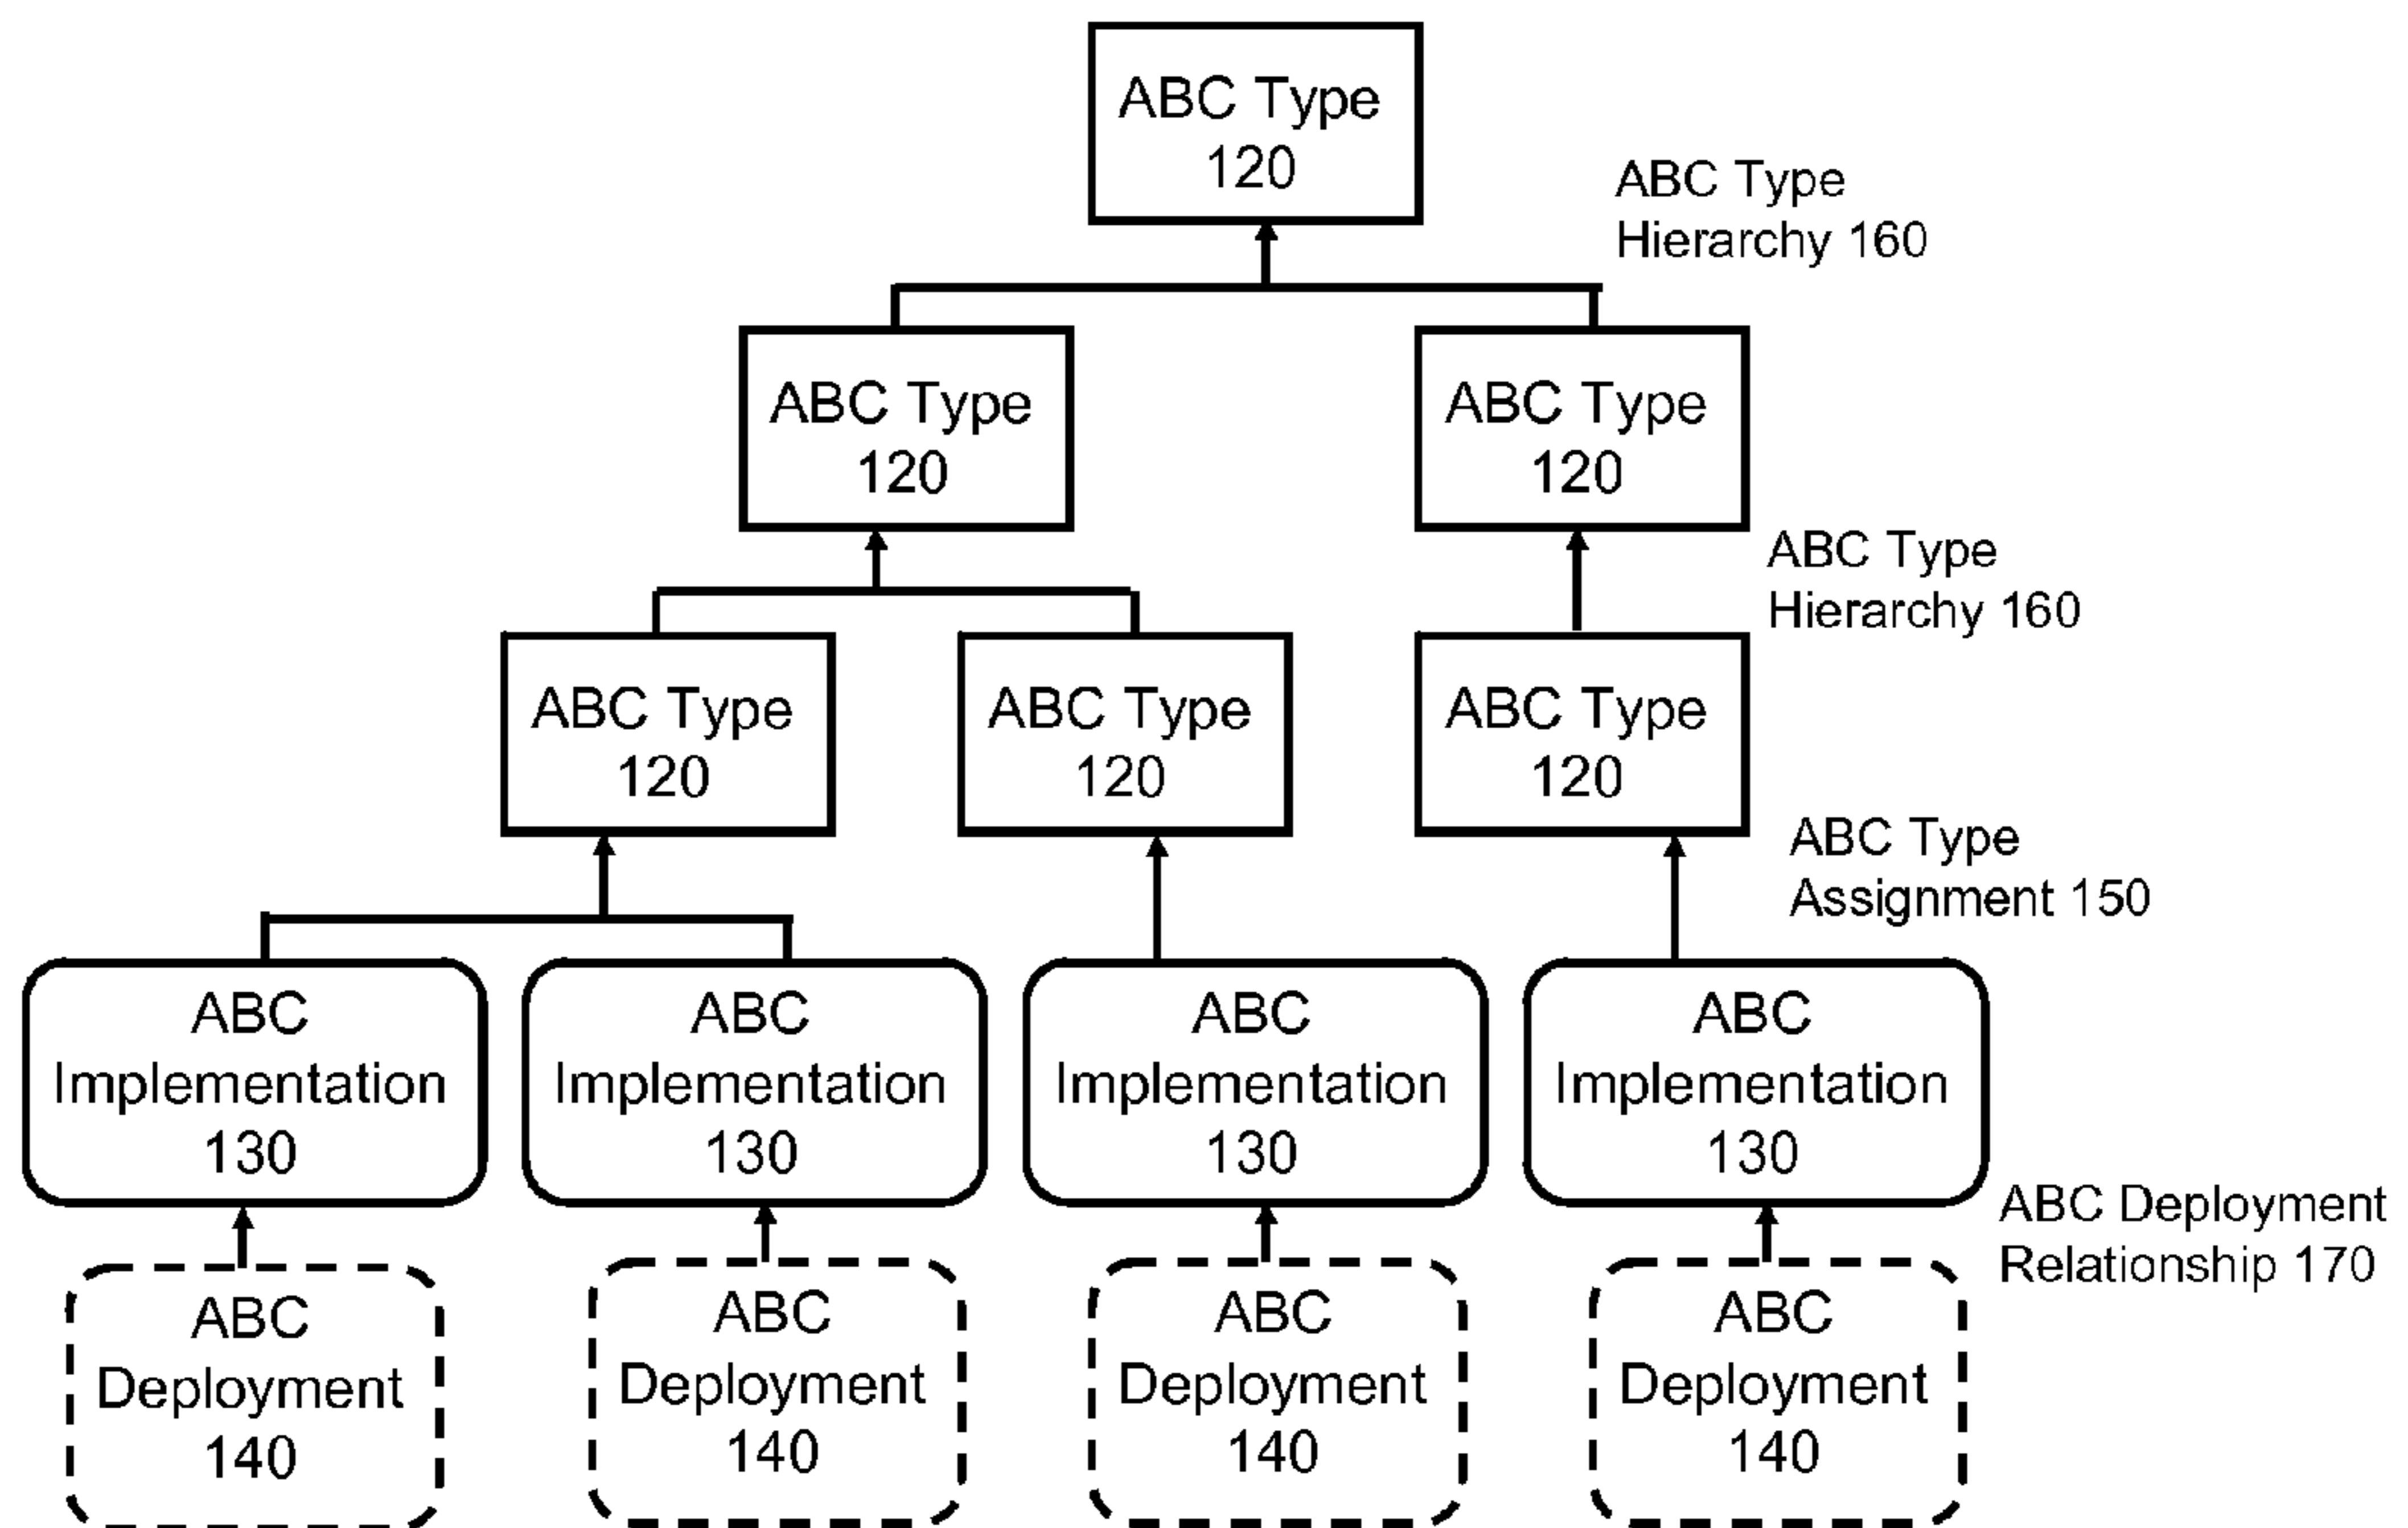 ABC Type
120
ABC Type
Hierarchy 160
ABC Type
120
ABC Type
120
ABC Type
Hierarchy 160
ABC Type
120
ABC Type
120
ABC Type
120
ABC Type
Assignment 150
ABC
Implementation
130
ABC
Implementation
130
ABC
Implementation
130
ABC
Implementation
130
ABC Deployment
Relationship 170
ABC
Deployment
140
ABC
Deployment
140
ABC
Deployment
140
ABC
Deployment
140